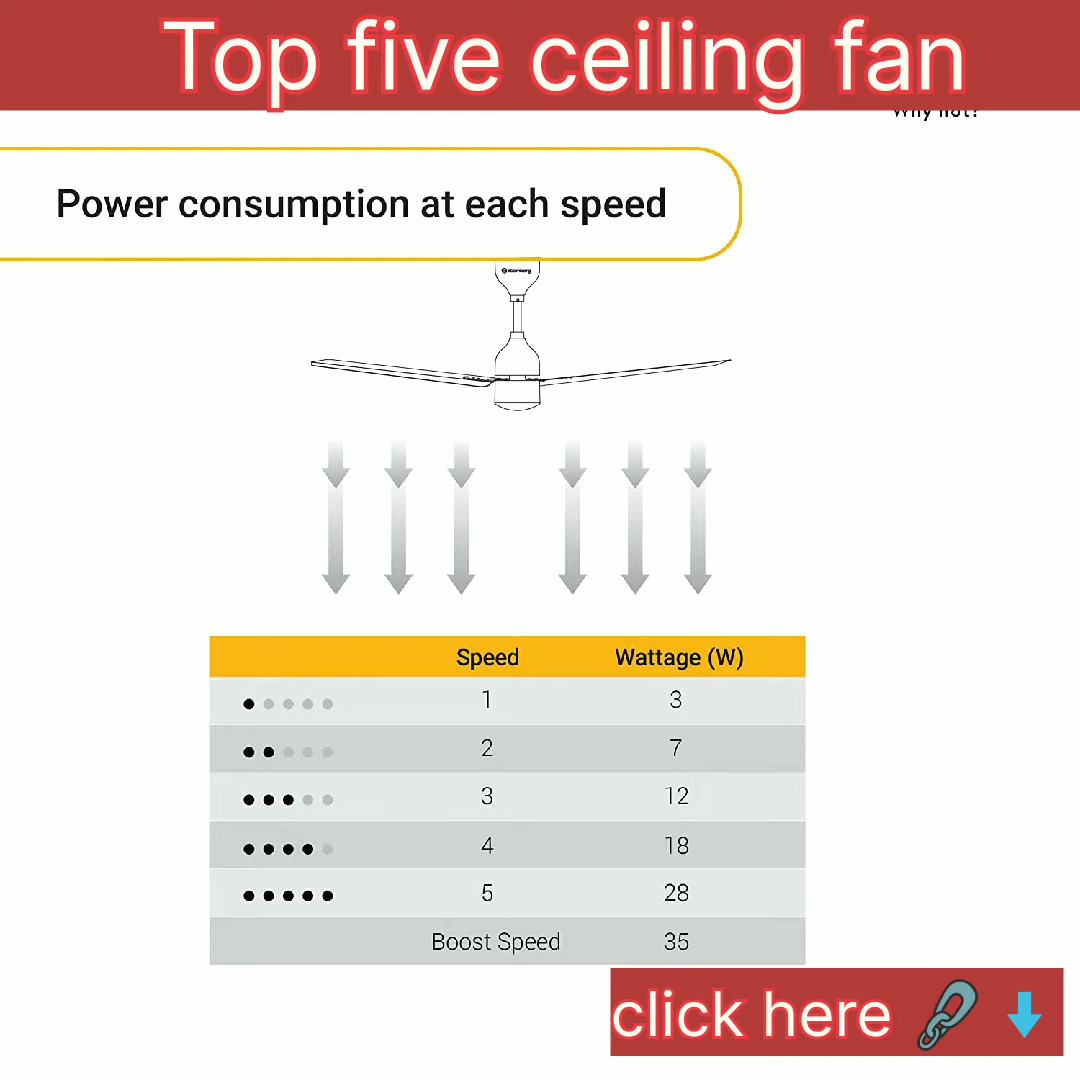 Top five ceiling fan
Why not?
Power consumption at each speed
Speed Wattage (W)
1 3
2 7
3 12
4 18
5 28
Boost Speed 35
click here